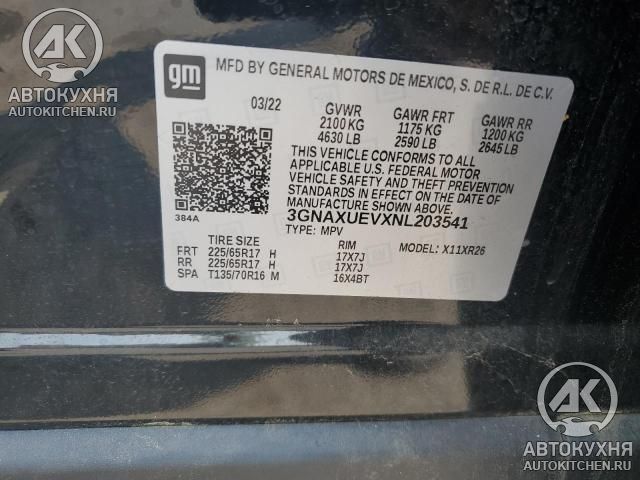 АВТОКУХНЯ
AUTOKITCHEN.RU
gm
MFD BY GENERAL MOTORS DE MEXICO, S. DE R.L. DE C.V.
03/22 GVWR GAWR FRT GAWR RR
2100 KG 1175 KG 1200 KG
4630 LB 2590 LB 2645 LB
THIS VEHICLE CONFORMS TO ALL
APPLICABLE U.S. FEDERAL MOTOR
VEHICLE SAFETY AND THEFT PREVENTION
STANDARDS IN EFFECT ON THE DATE OF
MANUFACTURE SHOWN ABOVE.
384A 3GNAXUEVXNL203541
TYPE: MPV MODEL: X11XR26
TIRE SIZE RIM
FRT 225/65R17 H 17X7J
RR 225/65R17 H 17X7J
SPA T135/70R16 M 16X4BT
АК
АВТОКУХНЯ
AUTOKITCHEN.RU